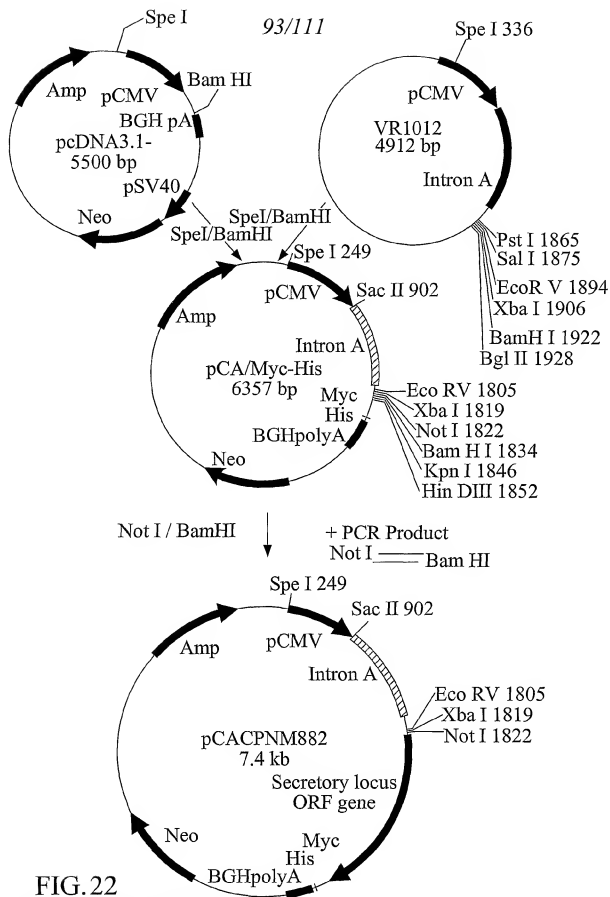 93/111
Spe I
Amp
pCMV
Bam HI
BGH pA
pcDNA3.1-
5500 bp
pSV40
Neo
Spe I 336
pCMV
VR1012
4912 bp
Intron A
Pst I 1865
Sal I 1875
EcoR V 1894
Xba I 1906
BamH I 1922
Bgl II 1928
SpeI/BamHI
SpeI/BamHI
Spe I 249
pCMV
Sac II 902
Amp
Intron A
pCA/Myc-His
6357 bp
Myc
His
BGHpolyA
Neo
Eco RV 1805
Xba I 1819
Not I 1822
Bam H I 1834
Kpn I 1846
Hin DIII 1852
Not I / BamHI
+ PCR Product
Not I
Bam HI
Spe I 249
Sac II 902
pCMV
Amp
Intron A
Eco RV 1805
Xba I 1819
Not I 1822
pCACPNM882
7.4 kb
Secretory locus
ORF gene
Neo
Myc
His
BGHpolyA
FIG.22